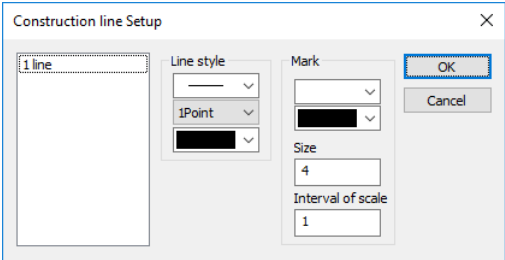 Construction line Setup
1 line
Line style
1Point
Mark
Size
4
Interval of scale
1
OK
Cancel